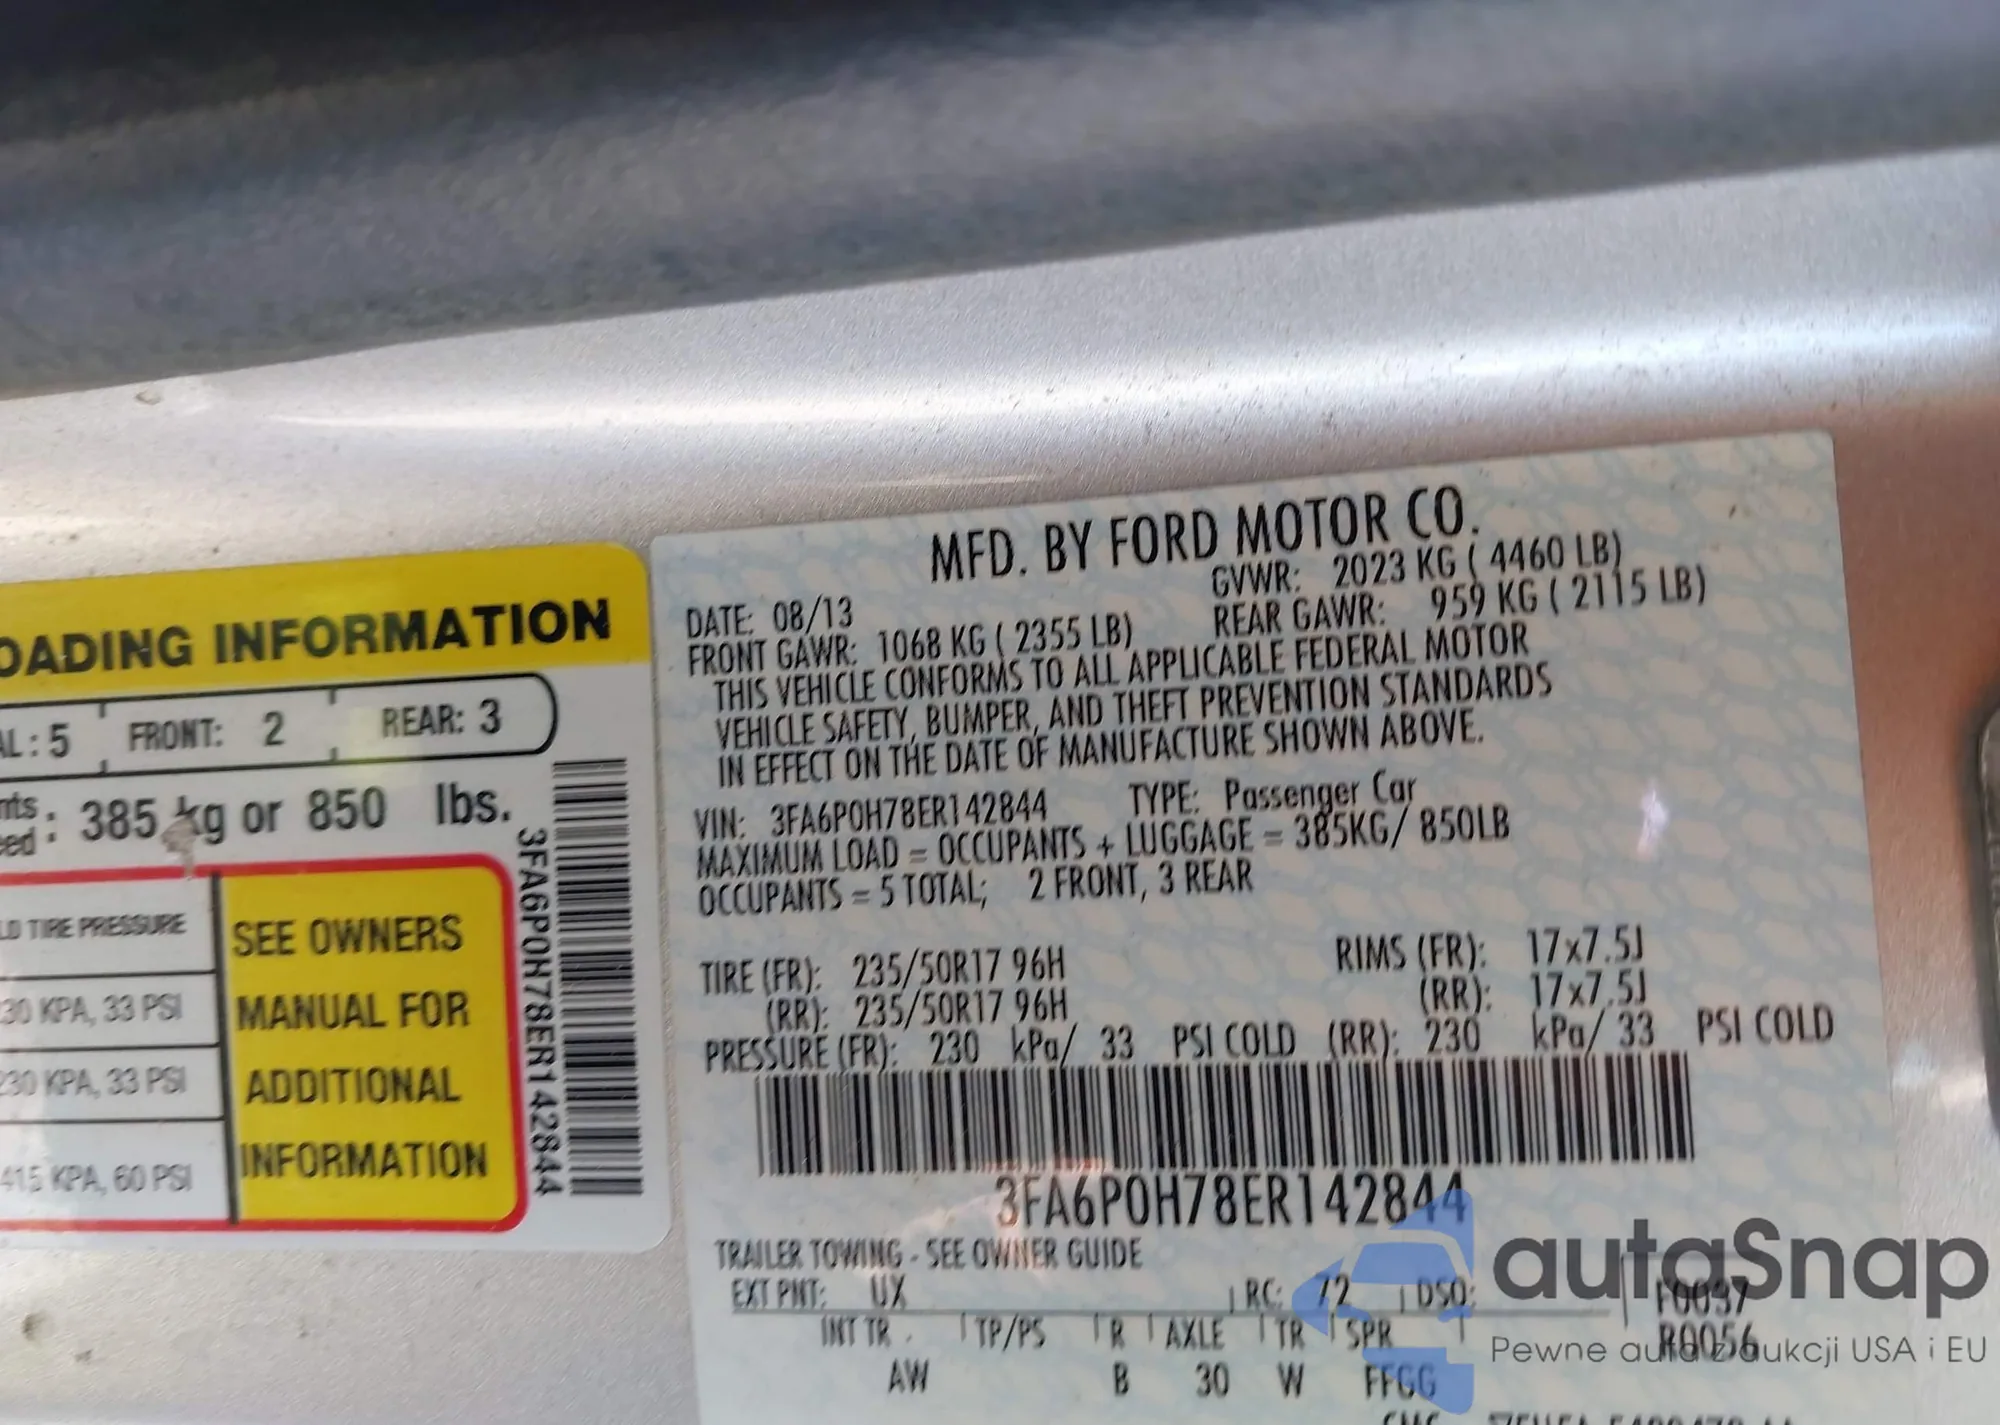 OADING INFORMATION
AL: 5 FRONT: 2 REAR: 3
nts
eed : 385 kg or 850 lbs.
LD TIRE PRESSURE
30 KPA, 33 PSI
230 KPA, 33 PSI
415 KPA, 60 PSI
SEE OWNERS
MANUAL FOR
ADDITIONAL
INFORMATION
3FA6P0H78ER142844
MFD. BY FORD MOTOR CO.
DATE: 08/13 GVWR: 2023 KG ( 4460 LB)
FRONT GAWR: 1068 KG ( 2355 LB) REAR GAWR: 959 KG ( 2115 LB)
THIS VEHICLE CONFORMS TO ALL APPLICABLE FEDERAL MOTOR
VEHICLE SAFETY, BUMPER, AND THEFT PREVENTION STANDARDS
IN EFFECT ON THE DATE OF MANUFACTURE SHOWN ABOVE.
VIN: 3FA6P0H78ER142844 TYPE: Passenger Car
MAXIMUM LOAD = OCCUPANTS + LUGGAGE = 385KG/ 850LB
OCCUPANTS = 5 TOTAL; 2 FRONT, 3 REAR
TIRE (FR): 235/50R17 96H RIMS (FR): 17x7.5J
(RR): 235/50R17 96H (RR): 17x7.5J
PRESSURE (FR): 230 kPa/ 33 PSI COLD (RR): 230 kPa/ 33 PSI COLD
3FA6P0H78ER142844
TRAILER TOWING - SEE OWNER GUIDE
EXT PNT: UX RC: 72 DSO: F0037
R0056
INT TR TP/PS R AXLE TR SPR
AW B 30 W FFGG
autaSnap
Pewne auta z aukcji USA i EU